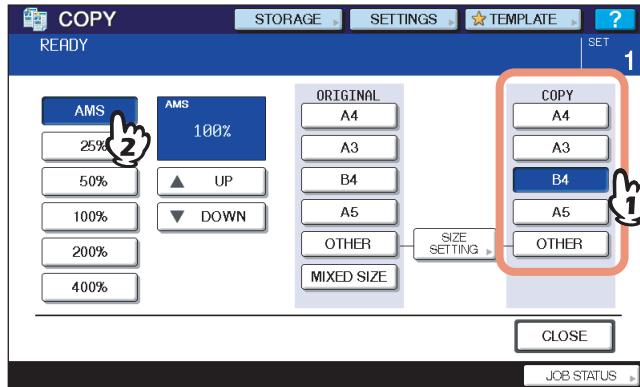 COPY STORAGE SETTINGS TEMPLATE ?
READY SET 1
AMS
25%
50%
100%
200%
400%
AMS
100%
UP
DOWN
ORIGINAL
A4
A3
B4
A5
OTHER
MIXED SIZE
SIZE
SETTING
COPY
A4
A3
B4
A5
OTHER
2
1
CLOSE
JOB STATUS